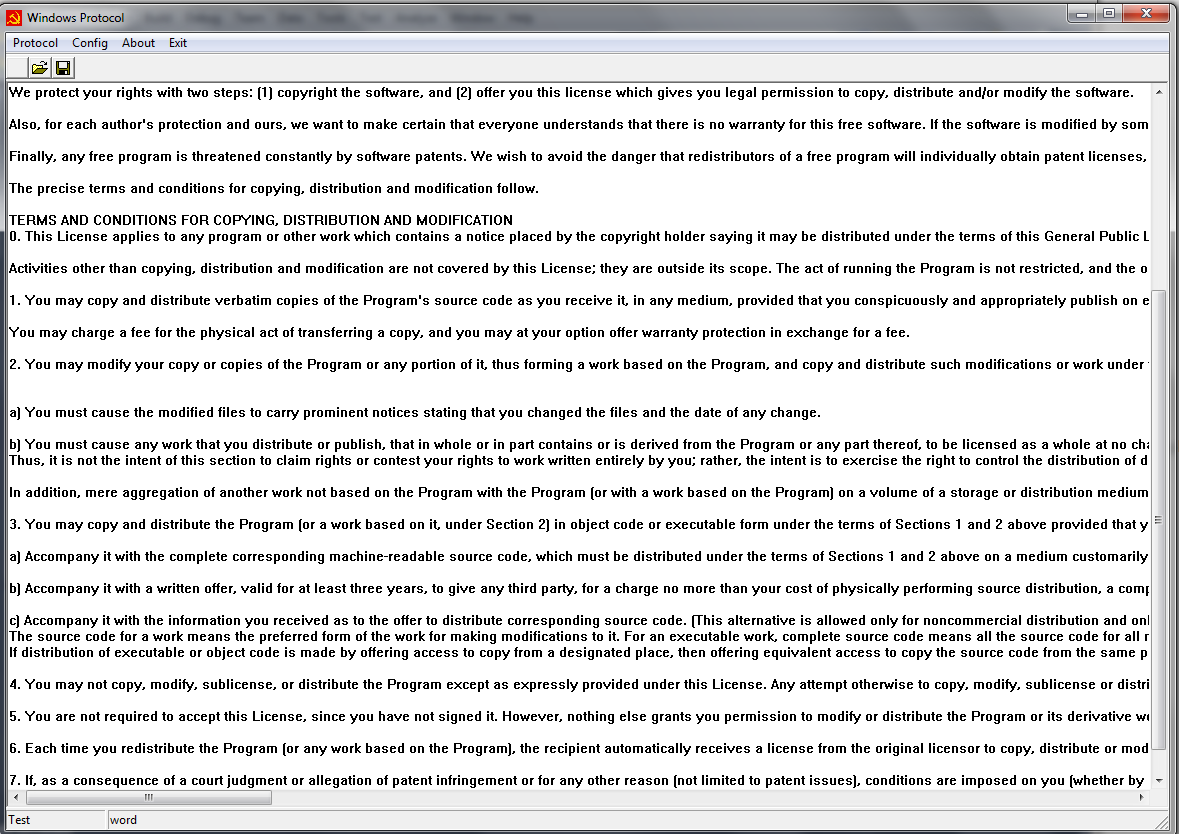 Windows Protocol
Protocol Config About Exit
We protect your rights with two steps: (1) copyright the software, and (2) offer you this license which gives you legal permission to copy, distribute and/or modify the software.
Also, for each author's protection and ours, we want to make certain that everyone understands that there is no warranty for this free software. If the software is modified by som
Finally, any free program is threatened constantly by software patents. We wish to avoid the danger that redistributors of a free program will individually obtain patent licenses,
The precise terms and conditions for copying, distribution and modification follow.
TERMS AND CONDITIONS FOR COPYING, DISTRIBUTION AND MODIFICATION
0. This License applies to any program or other work which contains a notice placed by the copyright holder saying it may be distributed under the terms of this General Public L
Activities other than copying, distribution and modification are not covered by this License; they are outside its scope. The act of running the Program is not restricted, and the o
1. You may copy and distribute verbatim copies of the Program's source code as you receive it, in any medium, provided that you conspicuously and appropriately publish on e
You may charge a fee for the physical act of transferring a copy, and you may at your option offer warranty protection in exchange for a fee.
2. You may modify your copy or copies of the Program or any portion of it, thus forming a work based on the Program, and copy and distribute such modifications or work under
a) You must cause the modified files to carry prominent notices stating that you changed the files and the date of any change.
b) You must cause any work that you distribute or publish, that in whole or in part contains or is derived from the Program or any part thereof, to be licensed as a whole at no cha
Thus, it is not the intent of this section to claim rights or contest your rights to work written entirely by you; rather, the intent is to exercise the right to control the distribution of d
In addition, mere aggregation of another work not based on the Program with the Program (or with a work based on the Program) on a volume of a storage or distribution medium
3. You may copy and distribute the Program (or a work based on it, under Section 2) in object code or executable form under the terms of Sections 1 and 2 above provided that y
a) Accompany it with the complete corresponding machine-readable source code, which must be distributed under the terms of Sections 1 and 2 above on a medium customarily
b) Accompany it with a written offer, valid for at least three years, to give any third party, for a charge no more than your cost of physically performing source distribution, a comp
c) Accompany it with the information you received as to the offer to distribute corresponding source code. (This alternative is allowed only for noncommercial distribution and onl
The source code for a work means the preferred form of the work for making modifications to it. For an executable work, complete source code means all the source code for all m
If distribution of executable or object code is made by offering access to copy from a designated place, then offering equivalent access to copy the source code from the same p
4. You may not copy, modify, sublicense, or distribute the Program except as expressly provided under this License. Any attempt otherwise to copy, modify, sublicense or distri
5. You are not required to accept this License, since you have not signed it. However, nothing else grants you permission to modify or distribute the Program or its derivative wo
6. Each time you redistribute the Program (or any work based on the Program), the recipient automatically receives a license from the original licensor to copy, distribute or mod
7. If, as a consequence of a court judgment or allegation of patent infringement or for any other reason (not limited to patent issues), conditions are imposed on you (whether by
Test word